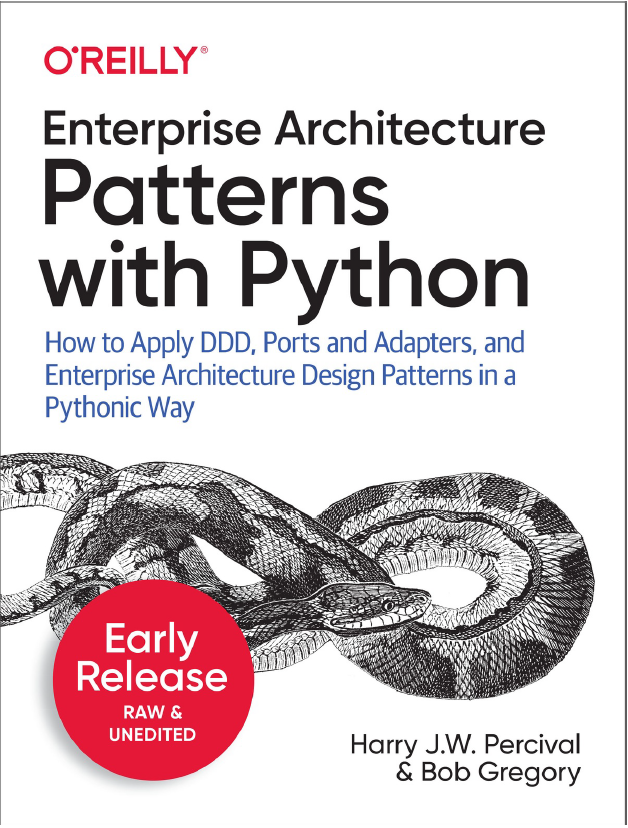 O'REILLY®
Enterprise Architecture
Patterns
with Python
How to Apply DDD, Ports and Adapters, and
Enterprise Architecture Design Patterns in a
Pythonic Way
Early
Release
RAW &
UNEDITED
Harry J.W. Percival
& Bob Gregory